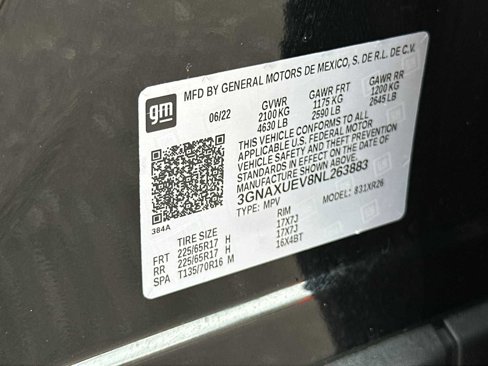 MFD BY GENERAL MOTORS DE MEXICO, S. DE R.L. DE C.V.
gm
06/22 GVWR GAWR FRT GAWR RR
2100 KG 1175 KG 1200 KG
4630 LB 2590 LB 2645 LB
THIS VEHICLE CONFORMS TO ALL
APPLICABLE U.S. FEDERAL MOTOR
VEHICLE SAFETY AND THEFT PREVENTION
STANDARDS IN EFFECT ON THE DATE OF
MANUFACTURE SHOWN ABOVE.
3GNAXUEV8NL263883
TYPE: MPV MODEL: 831XR26
384A
TIRE SIZE RIM
FRT 225/65R17 H 17X7J
RR 225/65R17 H 17X7J
SPA T135/70R16 M 16X4BT